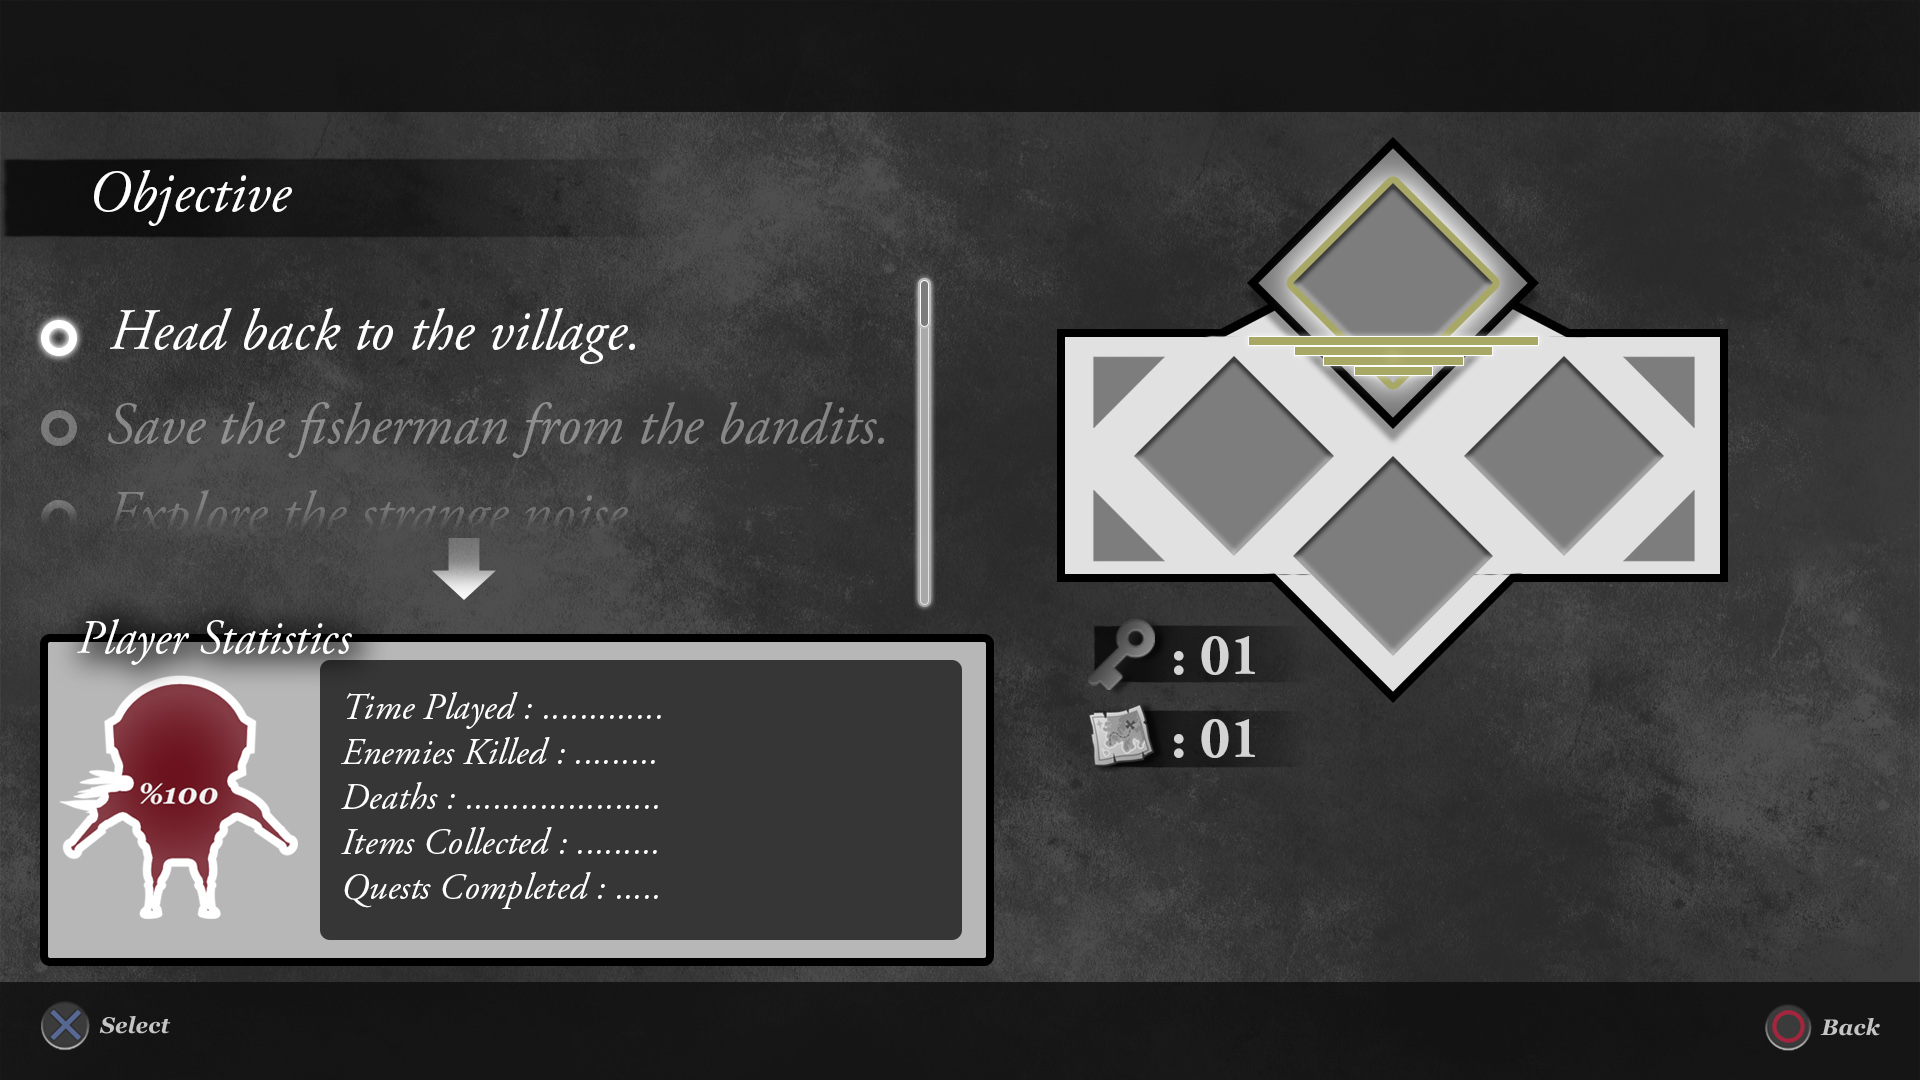 Objective
Head back to the village.
Save the fisherman from the bandits.
Explore the strange noise
Player Statistics
%100
Time Played : .............
Enemies Killed : .........
Deaths : .....................
Items Collected : .........
Quests Completed : .....
: 01
: 01
Select
Back